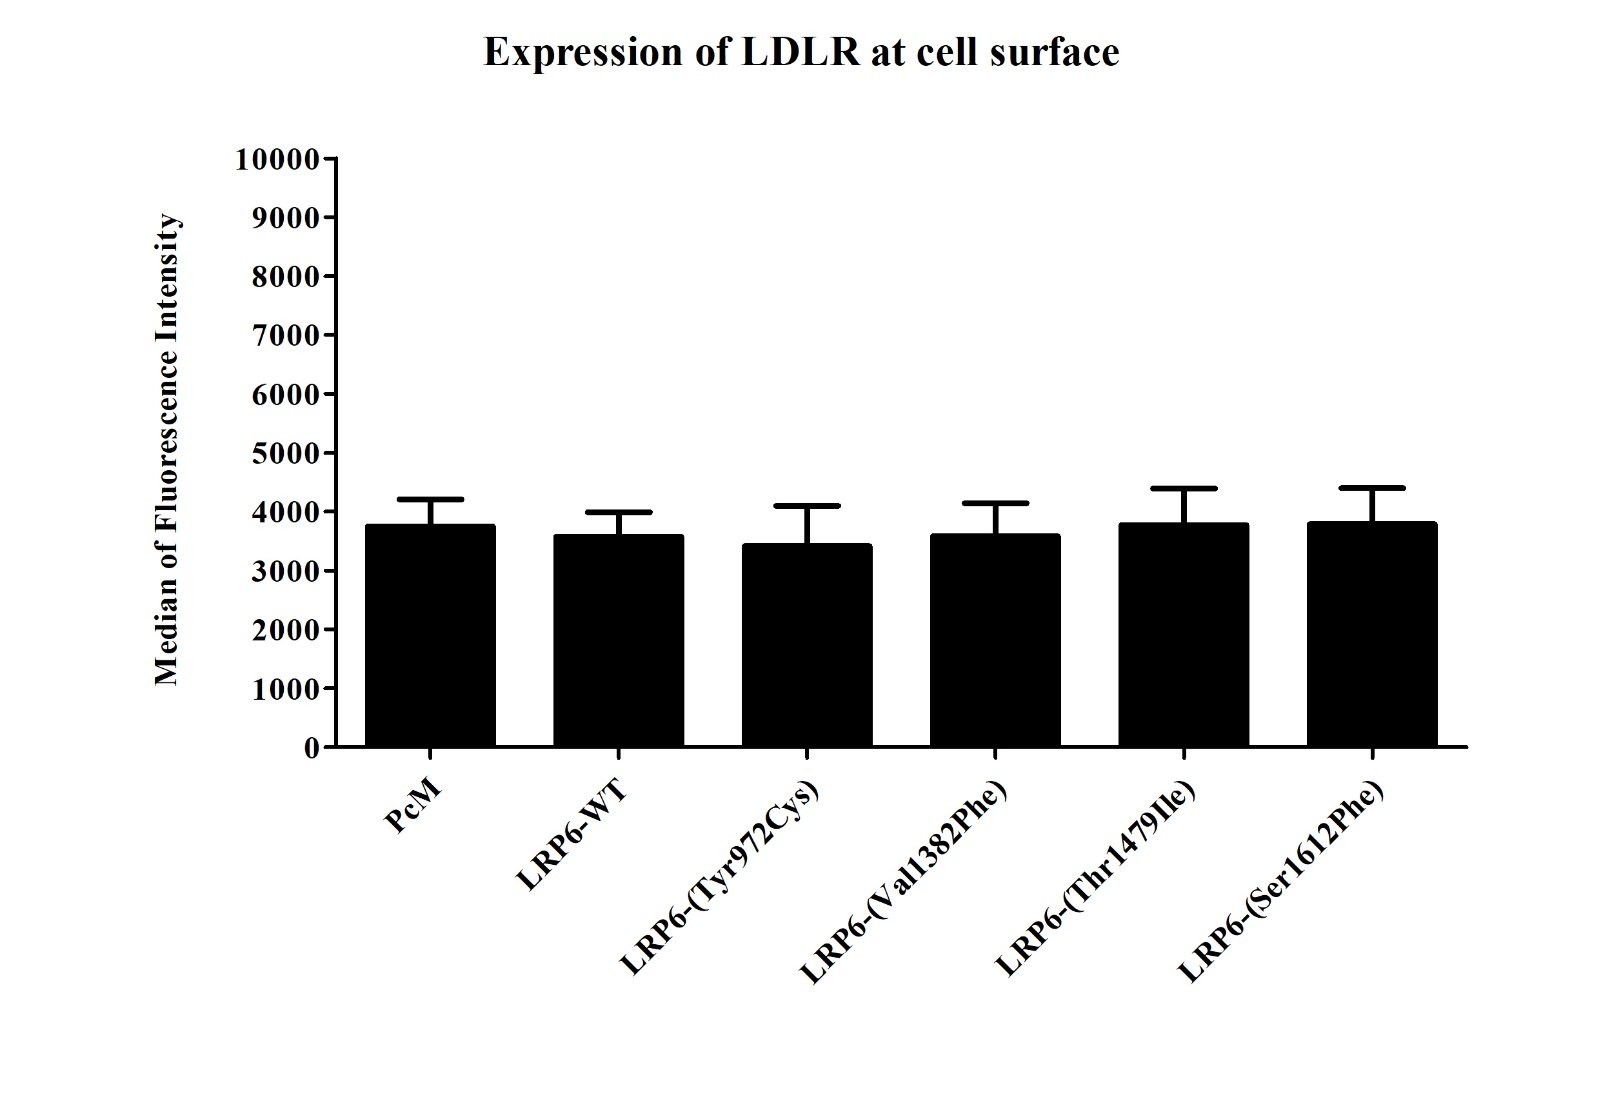 Expression of LDLR at cell surface
Median of Fluorescence Intensity
10000
9000
8000
7000
6000
5000
4000
3000
2000
1000
0
PcM
LRP6-WT
LRP6-(Tyr972Cys)
LRP6-(Val1382Phe)
LRP6-(Thr1479Ile)
LRP6-(Ser1612Phe)